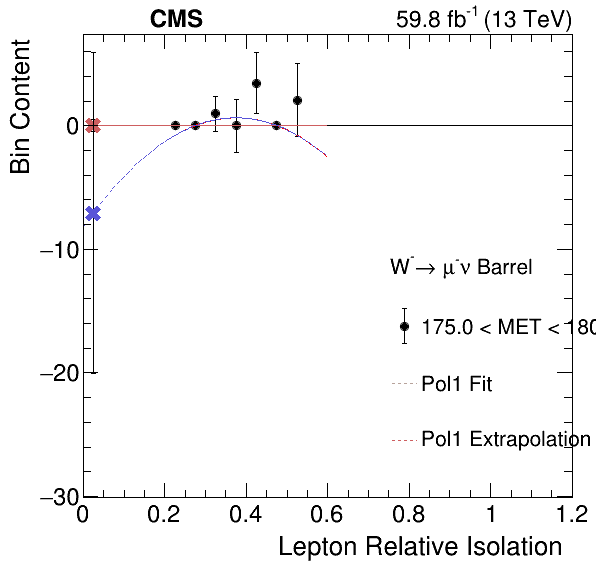 CMS 59.8 fb-1 (13 TeV)
Bin Content
0
−10
−20
−30
W-→ μ-ν Barrel
175.0 < MET < 180
Pol1 Fit
Pol1 Extrapolation
0 0.2 0.4 0.6 0.8 1 1.2
Lepton Relative Isolation